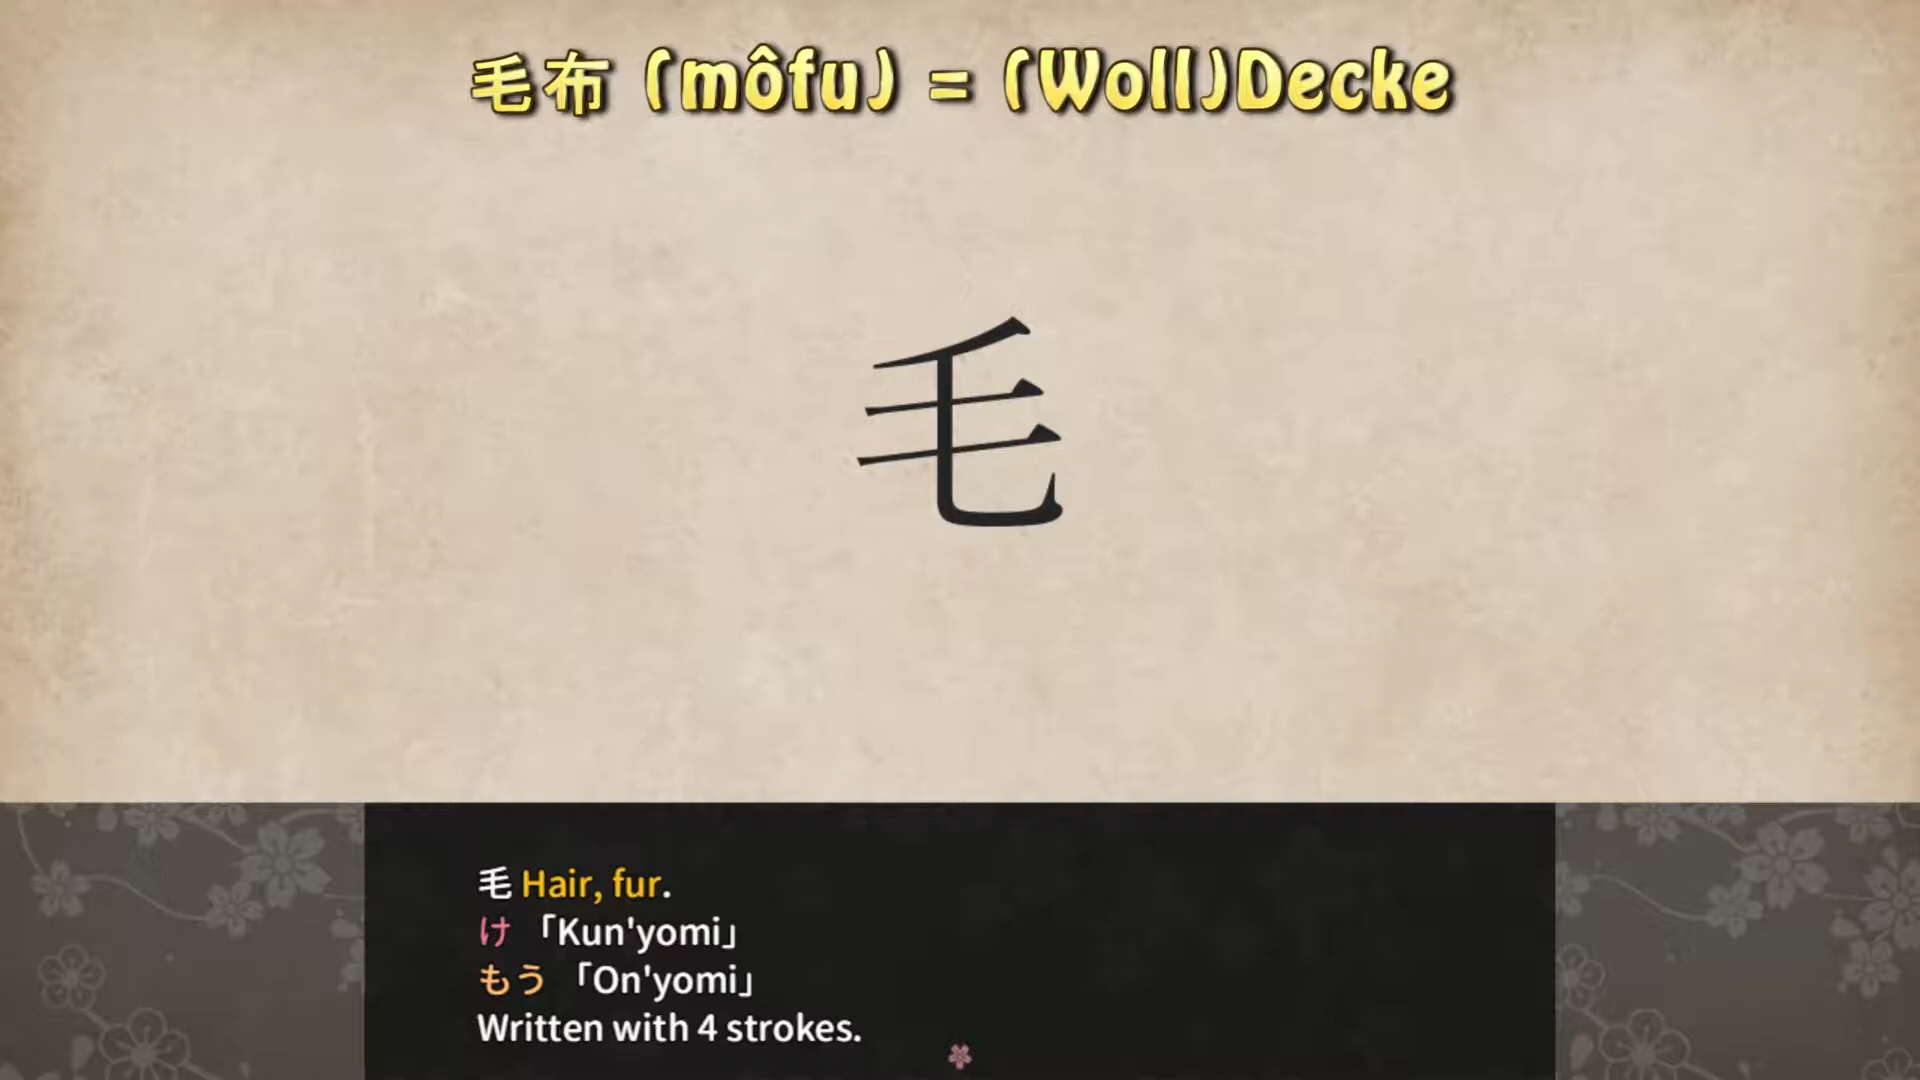 毛布 (môfu) = (Woll)Decke
毛
毛 Hair, fur.
け 「Kun'yomi」
もう 「On'yomi」
Written with 4 strokes.